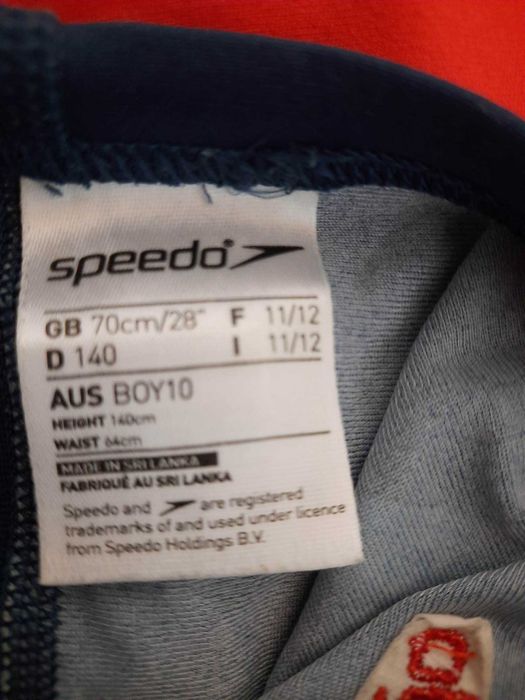 speedo®
GB 70cm/28" F 11/12
D 140 I 11/12
AUS BOY10
HEIGHT 140cm
WAIST 64cm
MADE IN SRI LANKA
FABRIQUÉ AU SRI LANKA
Speedo and are registered
trademarks of and used under licence
from Speedo Holdings B.V.